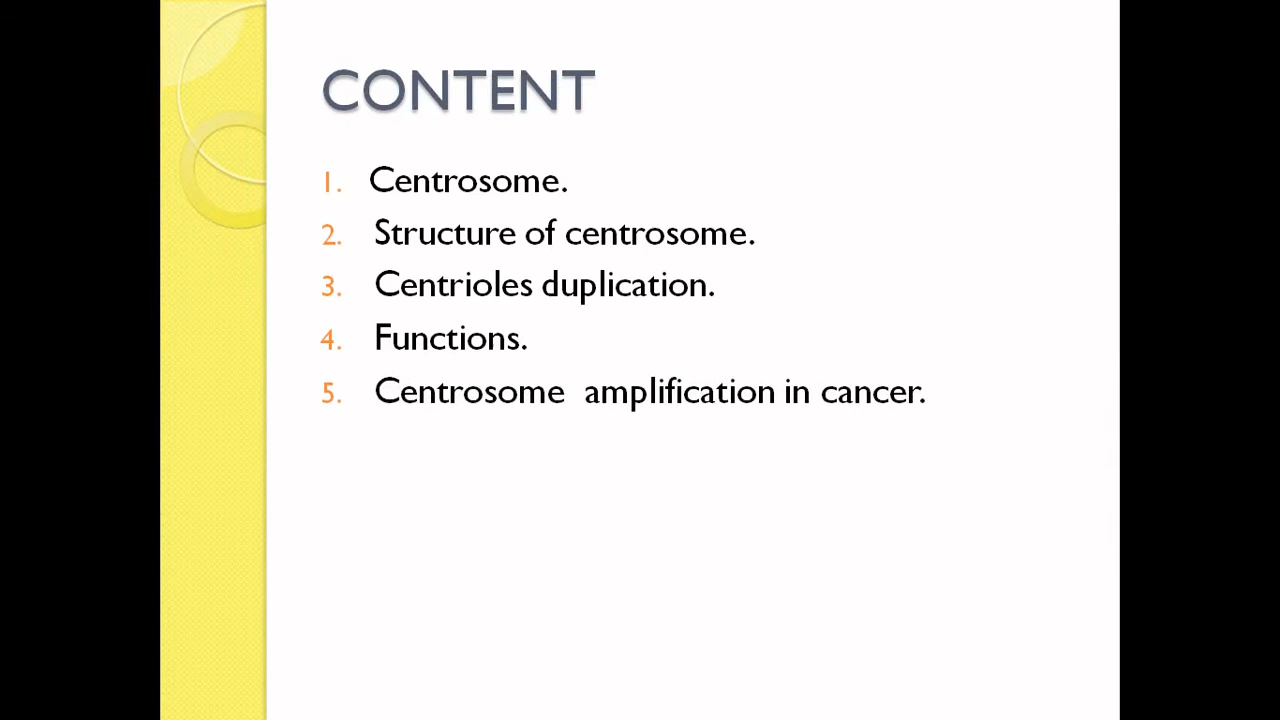 CONTENT
1. Centrosome.
2. Structure of centrosome.
3. Centrioles duplication.
4. Functions.
5. Centrosome  amplification in cancer.